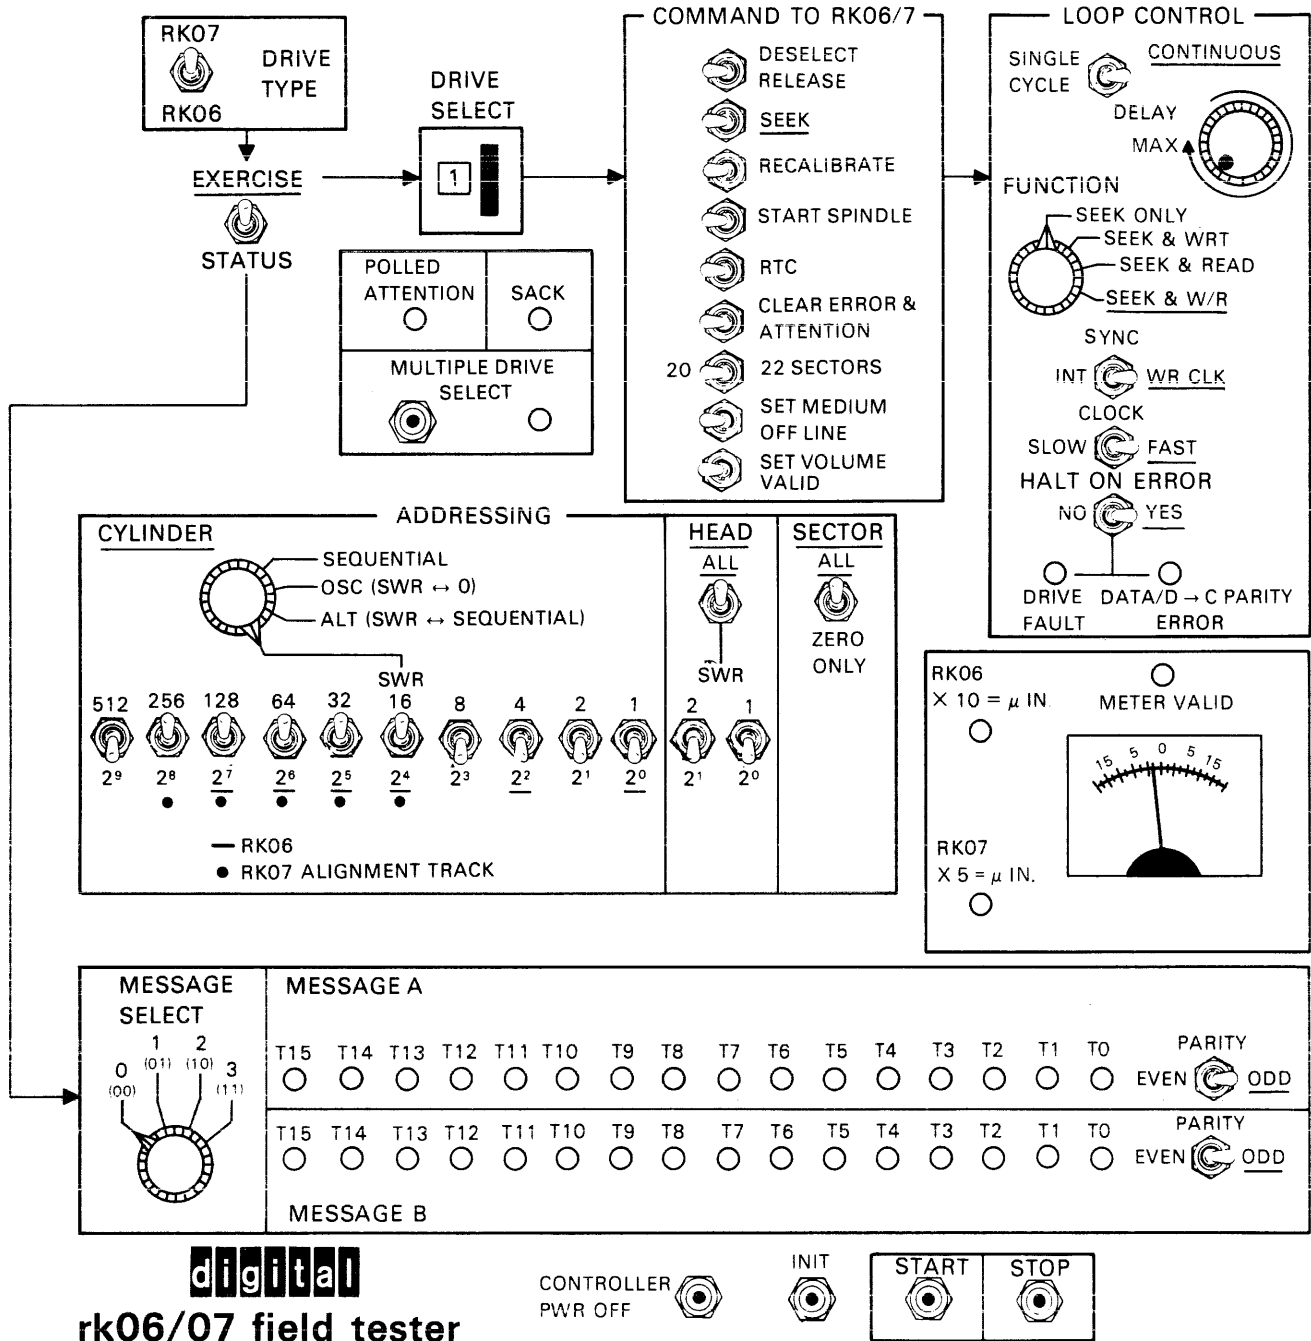 RK07
DRIVE
TYPE
RK06
EXERCISE
STATUS
DRIVE
SELECT
1
POLLED
ATTENTION
SACK
MULTIPLE DRIVE
SELECT
COMMAND TO RK06/7
DESELECT
RELEASE
SEEK
RECALIBRATE
START SPINDLE
RTC
CLEAR ERROR &
ATTENTION
20 22 SECTORS
SET MEDIUM
OFF LINE
SET VOLUME
VALID
LOOP CONTROL
SINGLE
CYCLE
CONTINUOUS
DELAY
MAX
FUNCTION
SEEK ONLY
SEEK & WRT
SEEK & READ
SEEK & W/R
SYNC
INT WR CLK
CLOCK
SLOW FAST
HALT ON ERROR
NO YES
DRIVE
FAULT
DATA/D → C PARITY
ERROR
ADDRESSING
CYLINDER
SEQUENTIAL
OSC (SWR ↔ 0)
ALT (SWR ↔ SEQUENTIAL)
SWR
512 256 128 64 32 16 8 4 2 1
2⁹ 2⁸ 2⁷ 2⁶ 2⁵ 2⁴ 2³ 2² 2¹ 2⁰
— RK06
● RK07 ALIGNMENT TRACK
HEAD
ALL
SWR
2 1
2¹ 2⁰
SECTOR
ALL
ZERO
ONLY
RK06
X 10 = μ IN.
METER VALID
15 5 0 5 15
RK07
X 5 = μ IN.
MESSAGE
SELECT
0 1 2 3
(00) (01) (10) (11)
MESSAGE A
T15 T14 T13 T12 T11 T10 T9 T8 T7 T6 T5 T4 T3 T2 T1 T0
PARITY
EVEN ODD
T15 T14 T13 T12 T11 T10 T9 T8 T7 T6 T5 T4 T3 T2 T1 T0
PARITY
EVEN ODD
MESSAGE B
digital
rk06/07 field tester
CONTROLLER
PWR OFF
INIT
START
STOP